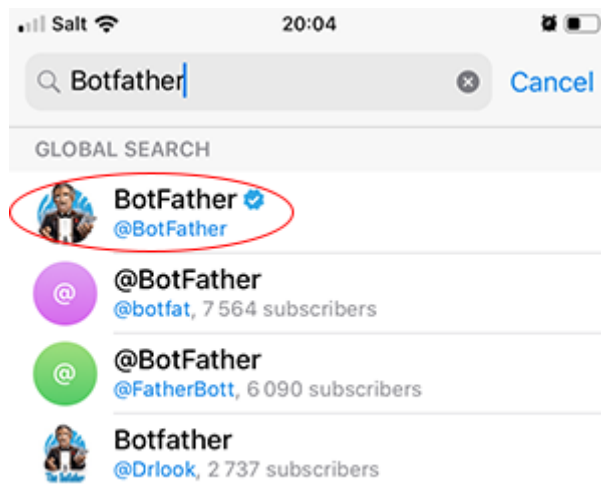 Salt 20:04
Botfather Cancel
GLOBAL SEARCH
BotFather
@BotFather
@ @BotFather
@botfat, 7 564 subscribers
@ @BotFather
@FatherBott, 6 090 subscribers
Botfather
@Drlook, 2 737 subscribers